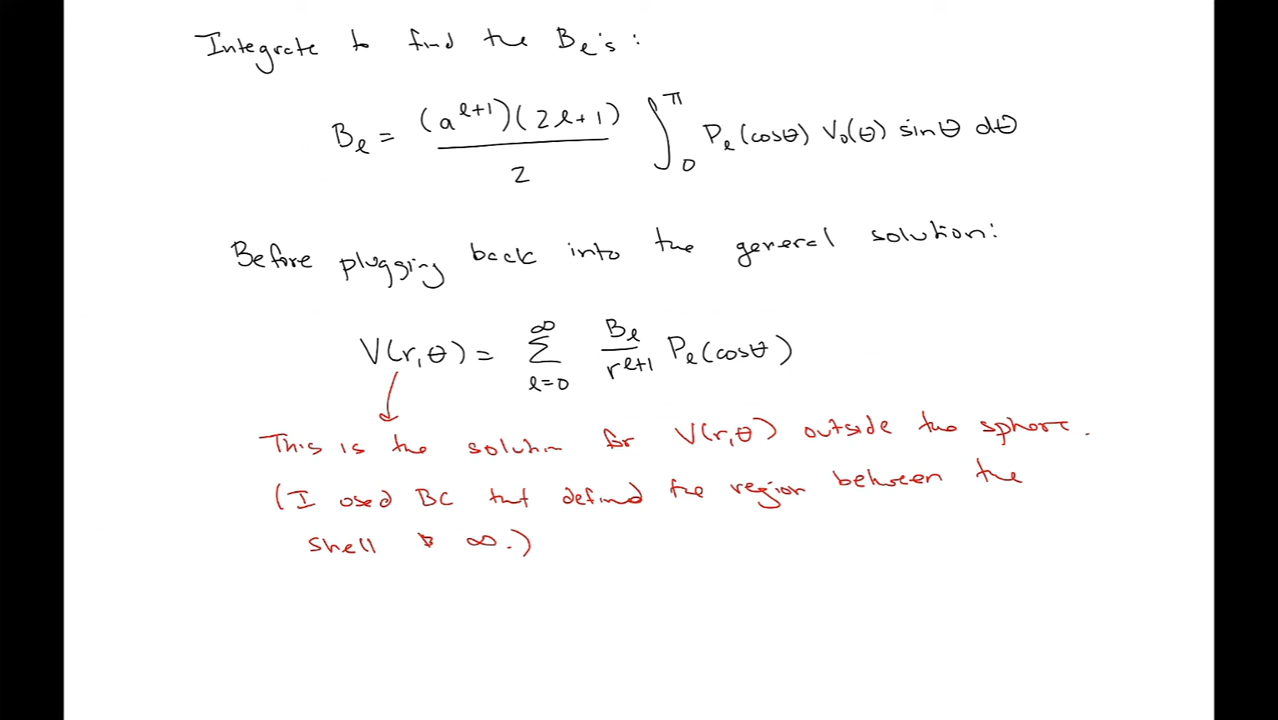 Integrate to find the Bₗ's:
Bₗ = (a^{ℓ+1})(2ℓ+1) / 2 ∫₀^π Pₗ(cosθ) V₀(θ) sinθ dθ
Before plugging back into the general solution:
V(r,θ) = Σ_{ℓ=0}^{∞} Bₗ / r^{ℓ+1} Pₗ(cosθ)
This is the solution for V(r,θ) outside the sphere.
(I used BC that defined the region between the
shell & ∞.)